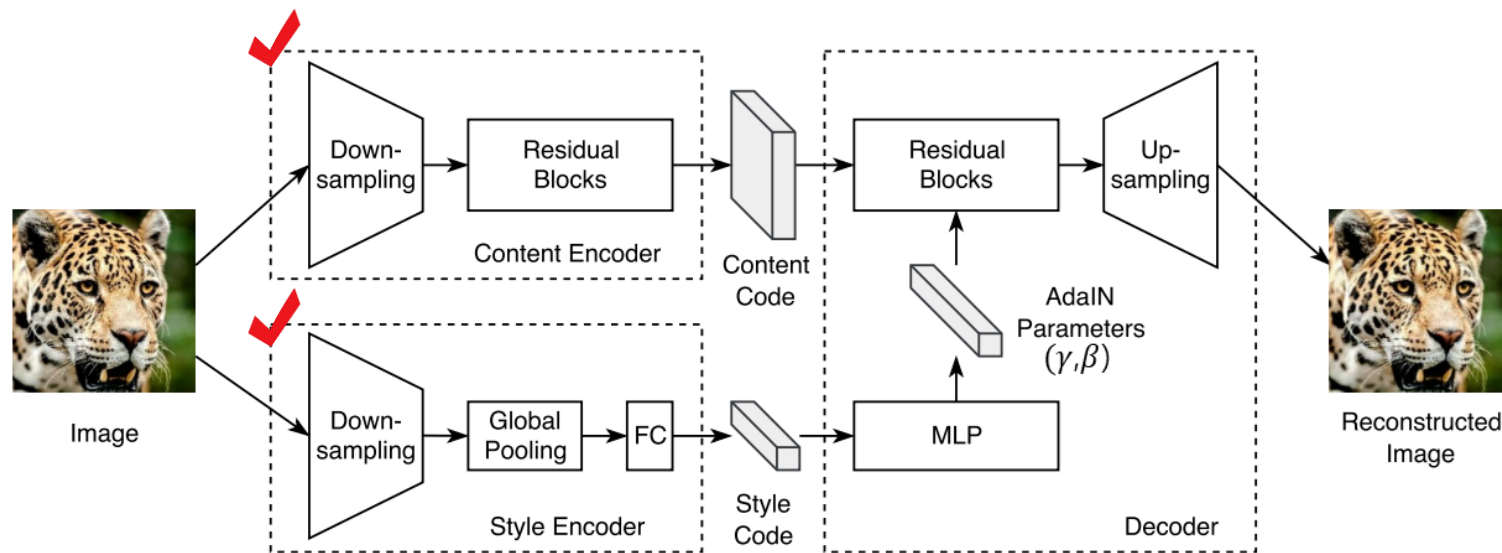 Image
Down-
sampling
Residual
Blocks
Content Encoder
Content
Code
Down-
sampling
Global
Pooling
FC
Style Encoder
Style
Code
Residual
Blocks
Up-
sampling
AdaIN
Parameters
(γ,β)
MLP
Decoder
Reconstructed
Image